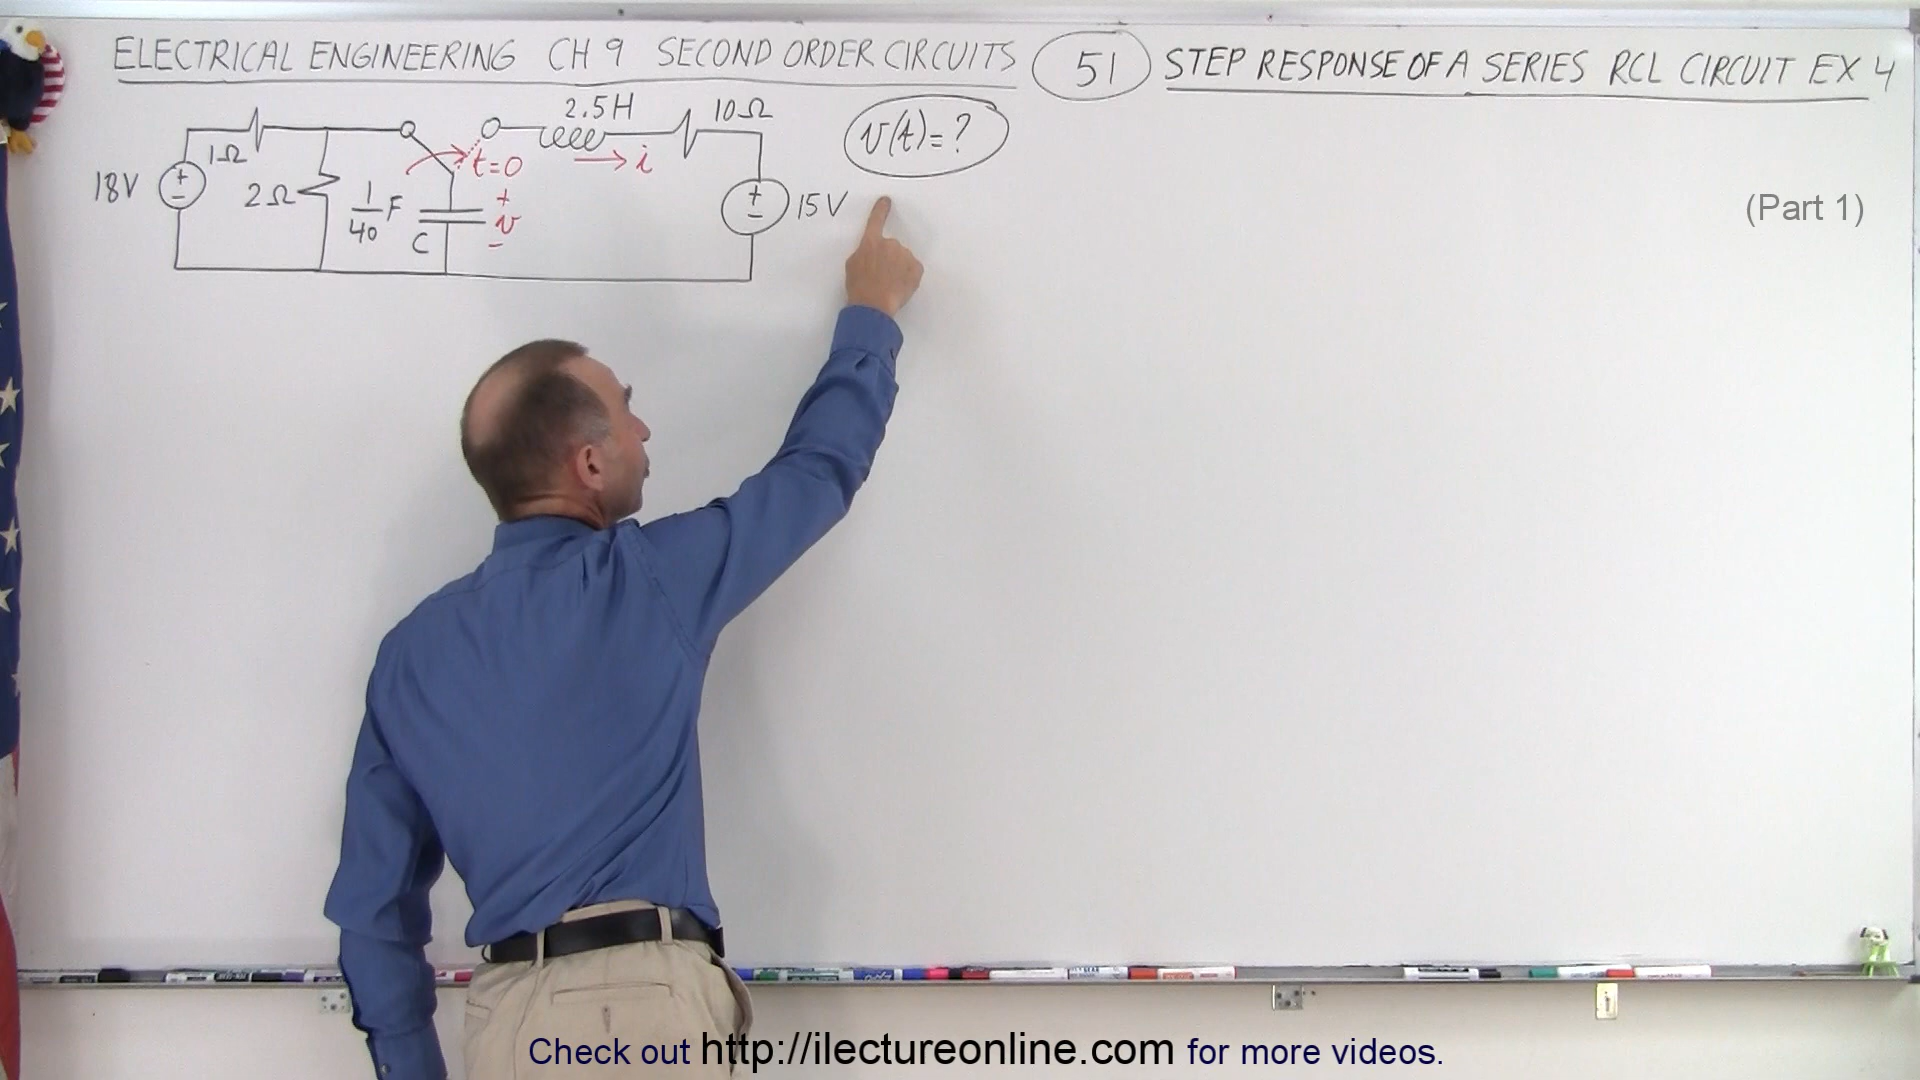 ELECTRICAL ENGINEERING CH 9 SECOND ORDER CIRCUITS 51 STEP RESPONSE OF A SERIES RCL CIRCUIT EX 4
2.5H 10Ω v(t)=?
1Ω t=0 i
18V 2Ω 1/40 F C + v - + - 15V
(Part 1)
Check out http://ilectureonline.com for more videos.